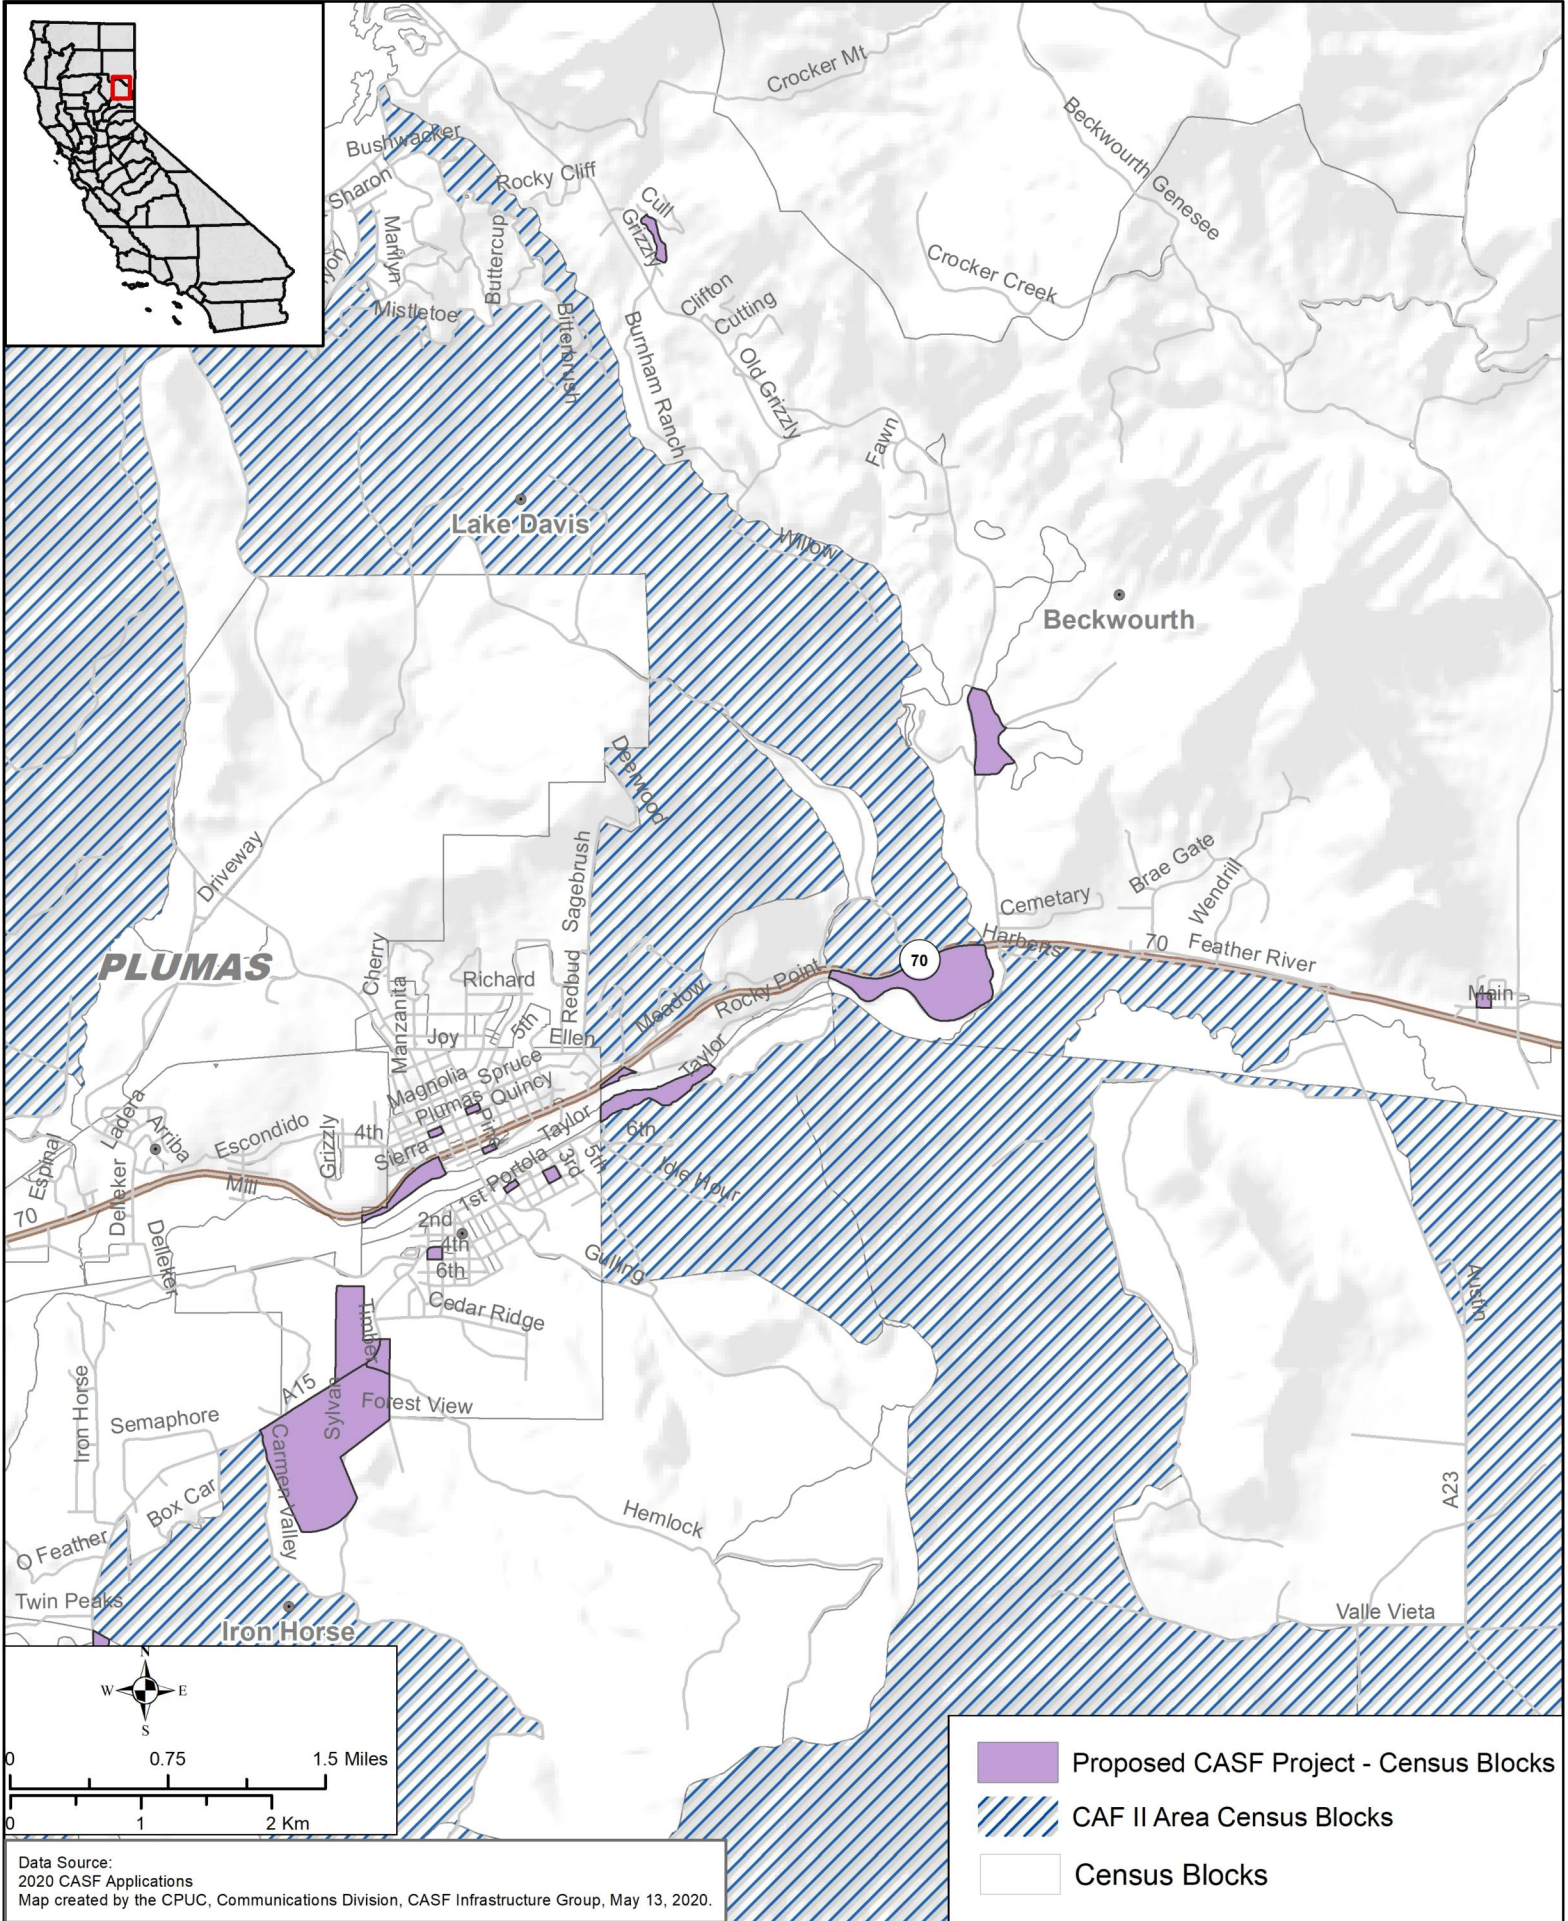 Crocker Mt
Beckwourth Genesee
Bushwacker
Rocky Cliff
Sharon
Cull
Grizzly
Marilyn
Buttercup
yon
Crocker Creek
Clifton
Cutting
Mistletoe
Bitterbrush
Burnham Ranch
Old Grizzly
Fawn
Lake Davis
Willow
Beckwourth
Deerwood
Driveway
Sagebrush
Brae Gate
Wendrill
Cemetary
Harbens
70
70
Feather River
PLUMAS
Cherry
Richard
Redbud
Manzanita
Meadow
Rocky Point
Main
5th
Joy
Ellen
Taylor
Spruce
Magnolia
Quincy
Plumas
Pine
Ladera
Arriba
Escondido
Grizzly
4th
Taylor
6th
Sierra
Espinal
Delleker
Mill
1st
Portola
3rd
5th
Idle Hour
70
2nd
4th
6th
Delleker
Gulling
Cedar Ridge
Timber
Austin
A15
Sylvan
Forest View
Iron Horse
Semaphore
Carmen Valley
Box Car
A23
Hemlock
O Feather
Twin Peaks
Valle Vieta
Iron Horse
N
W E
S
0 0.75 1.5 Miles
0 1 2 Km
Proposed CASF Project - Census Blocks
CAF II Area Census Blocks
Census Blocks
Data Source:
2020 CASF Applications
Map created by the CPUC, Communications Division, CASF Infrastructure Group, May 13, 2020.